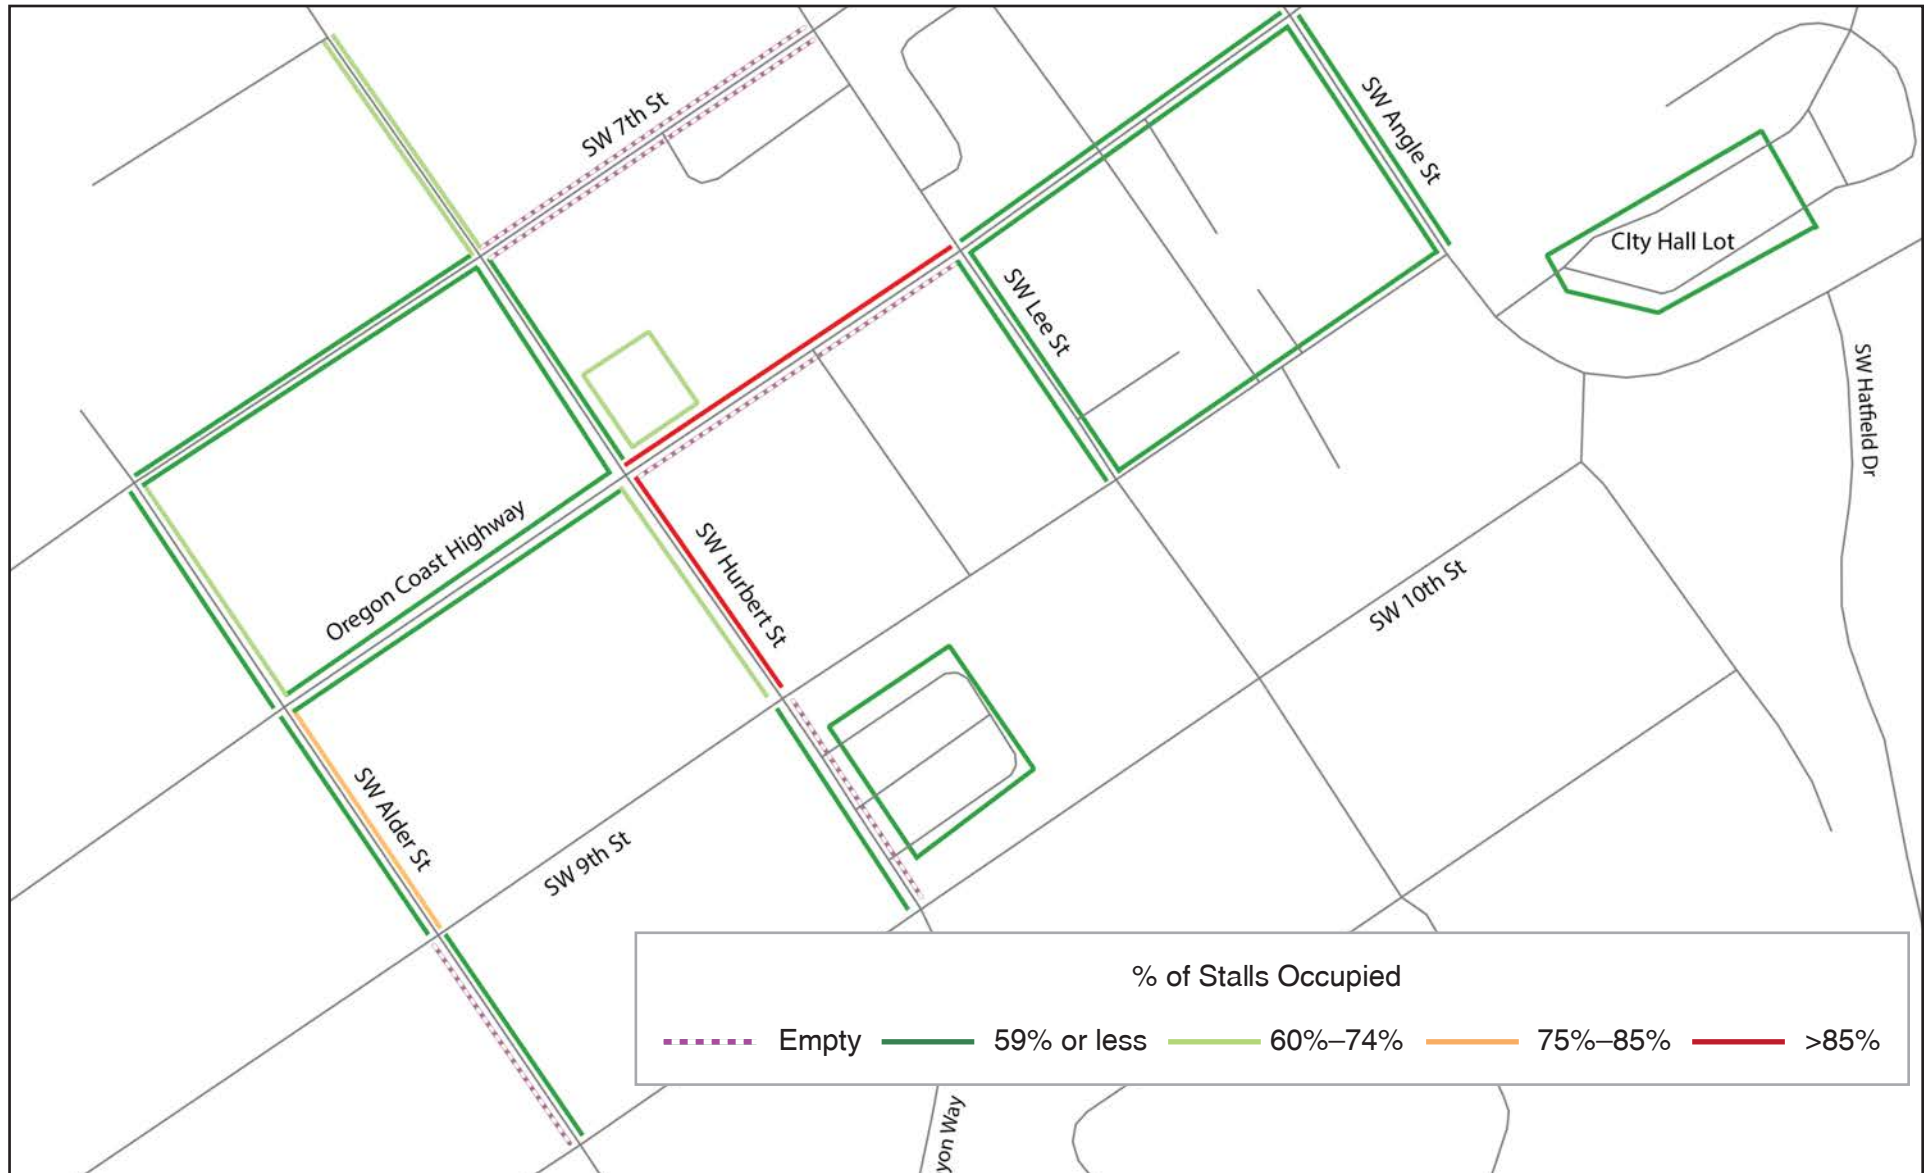 SW 7th St
SW Angle St
CIty Hall Lot
SW Lee St
SW Hatfield Dr
Oregon Coast Highway
SW Hurbert St
SW 10th St
SW Alder St
SW 9th St
% of Stalls Occupied
Empty 59% or less 60%–74% 75%–85% >85%
yon Way